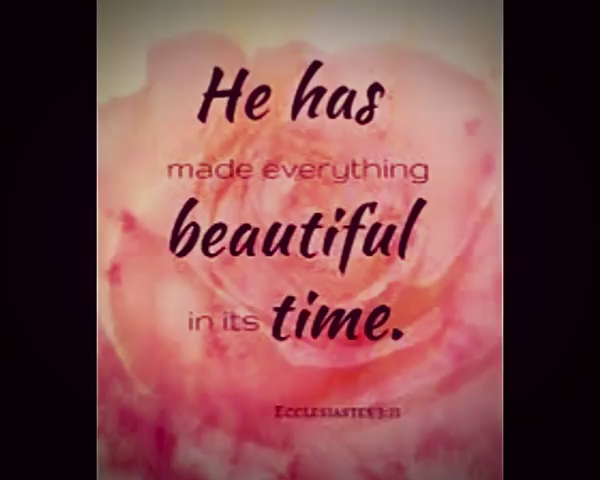 He has
made everything
beautiful
in its time.
Ecclesiastes 3:11